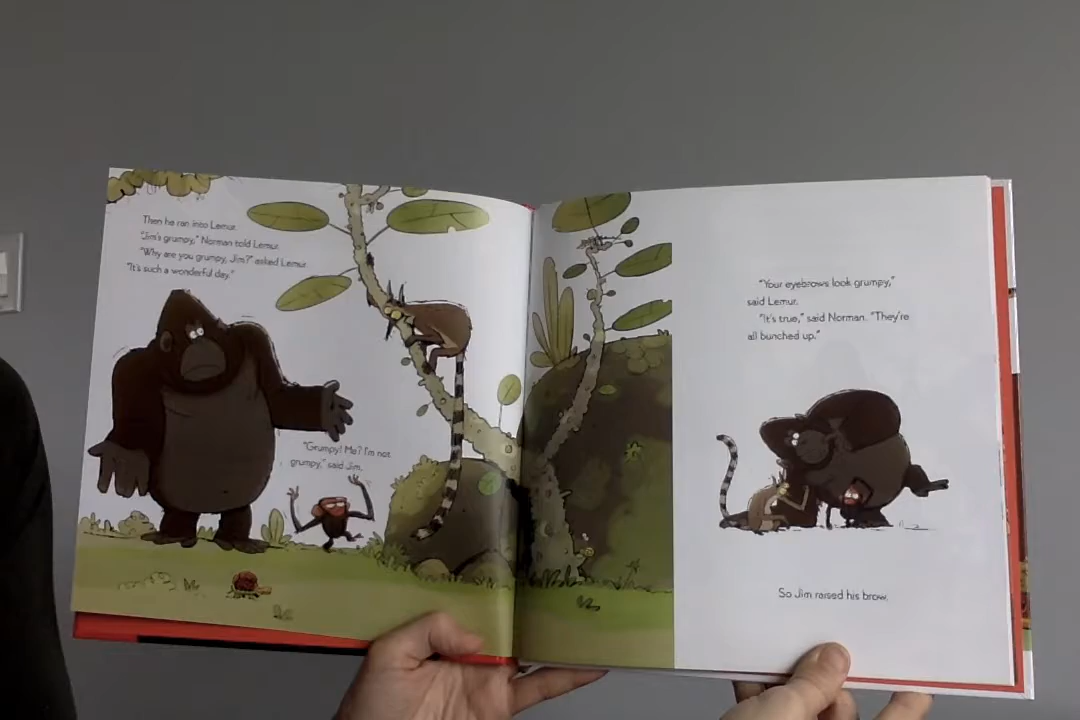 Then he ran into Lemur.
"Jim's grumpy," Norman told Lemur.
"Why are you grumpy, Jim?" asked Lemur.
"It's such a wonderful day."
"Grumpy! Me? I'm not
grumpy," said Jim.
"Your eyebrows look grumpy,"
said Lemur.
"It's true," said Norman. "They're
all bunched up."
So Jim raised his brow.